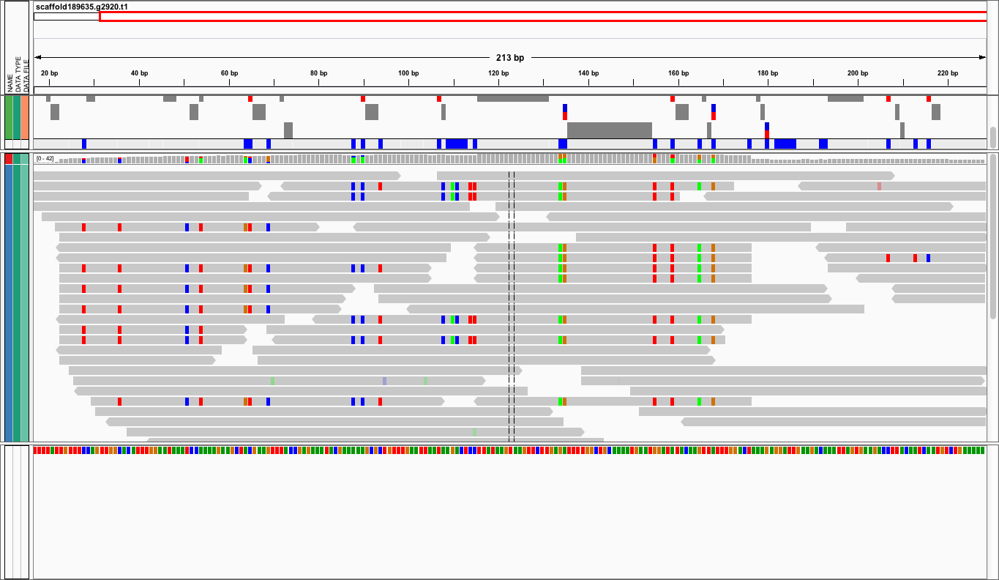 scaffold189635.g2920.t1
213 bp
20 bp 40 bp 60 bp 80 bp 100 bp 120 bp 140 bp 160 bp 180 bp 200 bp 220 bp
NAME
DATA TYPE
DATA FILE
[0 - 42]